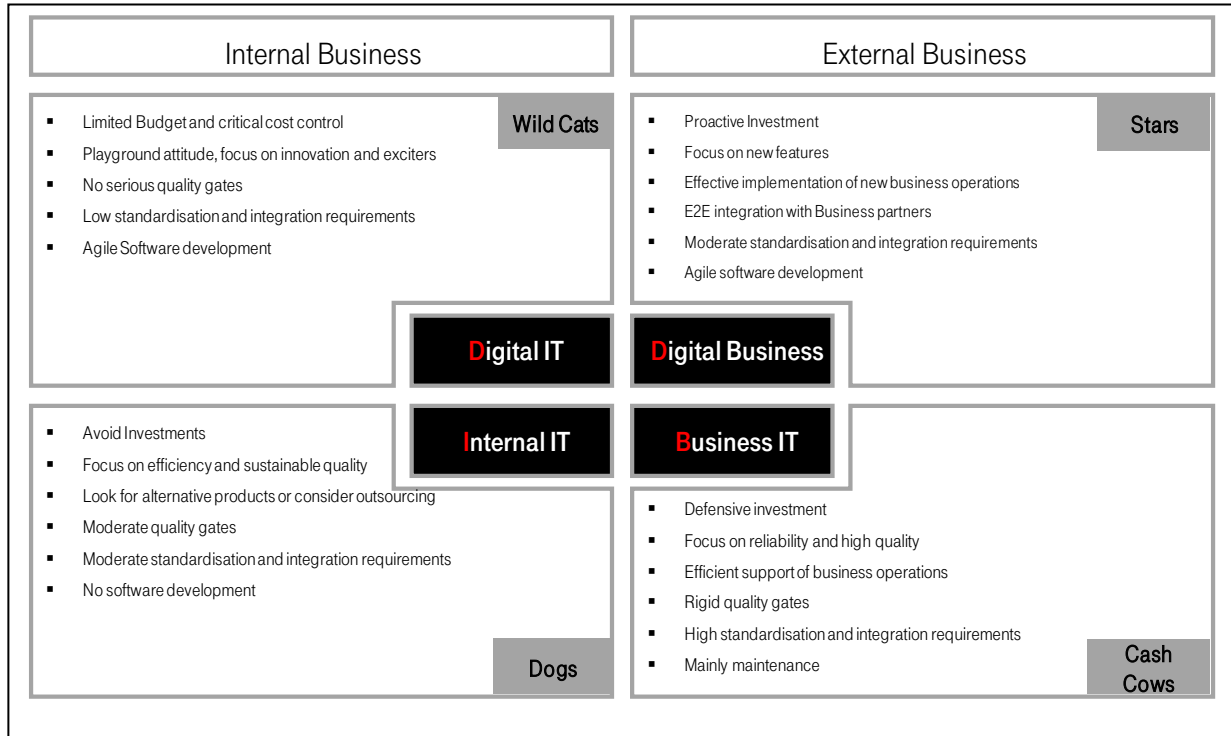 Internal Business
External Business
Wild Cats
▪ Limited Budget and critical cost control
▪ Playground attitude, focus on innovation and exciters
▪ No serious quality gates
▪ Low standardisation and integration requirements
▪ Agile Software development
Digital IT
Stars
▪ Proactive Investment
▪ Focus on new features
▪ Effective implementation of new business operations
▪ E2E integration with Business partners
▪ Moderate standardisation and integration requirements
▪ Agile software development
Digital Business
Internal IT
▪ Avoid Investments
▪ Focus on efficiency and sustainable quality
▪ Look for alternative products or consider outsourcing
▪ Moderate quality gates
▪ Moderate standardisation and integration requirements
▪ No software development
Dogs
Business IT
▪ Defensive investment
▪ Focus on reliability and high quality
▪ Efficient support of business operations
▪ Rigid quality gates
▪ High standardisation and integration requirements
▪ Mainly maintenance
Cash
Cows